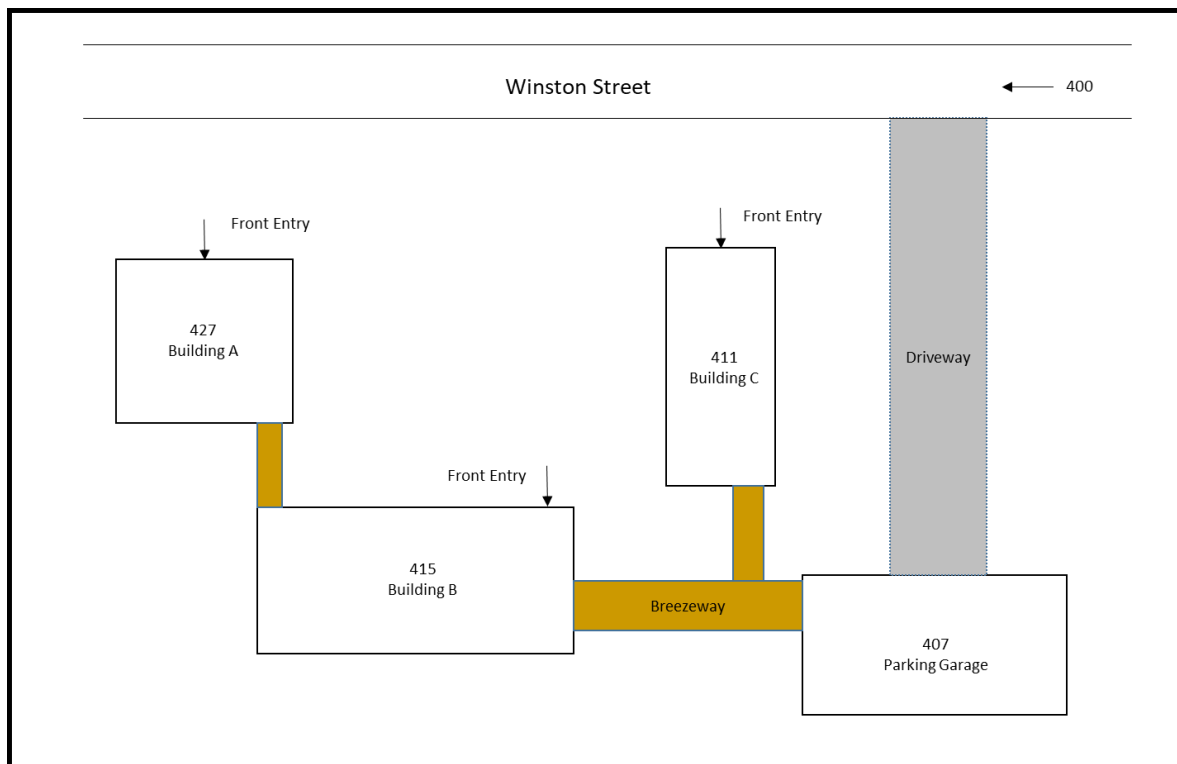 Winston Street
400
Front Entry
Front Entry
427
Building A
411
Building C
Driveway
Front Entry
415
Building B
Breezeway
407
Parking Garage